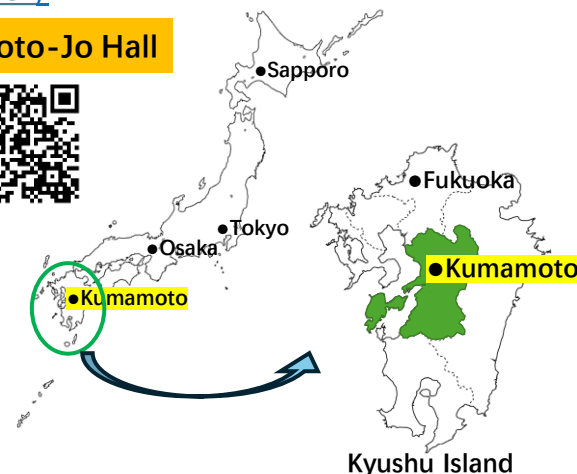 oto-Jo Hall
Sapporo
Tokyo
Osaka
Kumamoto
Fukuoka
Kumamoto
Kyushu Island